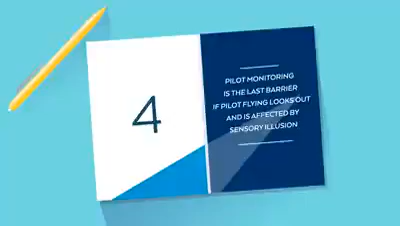 4
PILOT MONITORING
IS THE LAST BARRIER
IF PILOT FLYING LOOKS OUT
AND IS AFFECTED BY
SENSORY ILLUSION